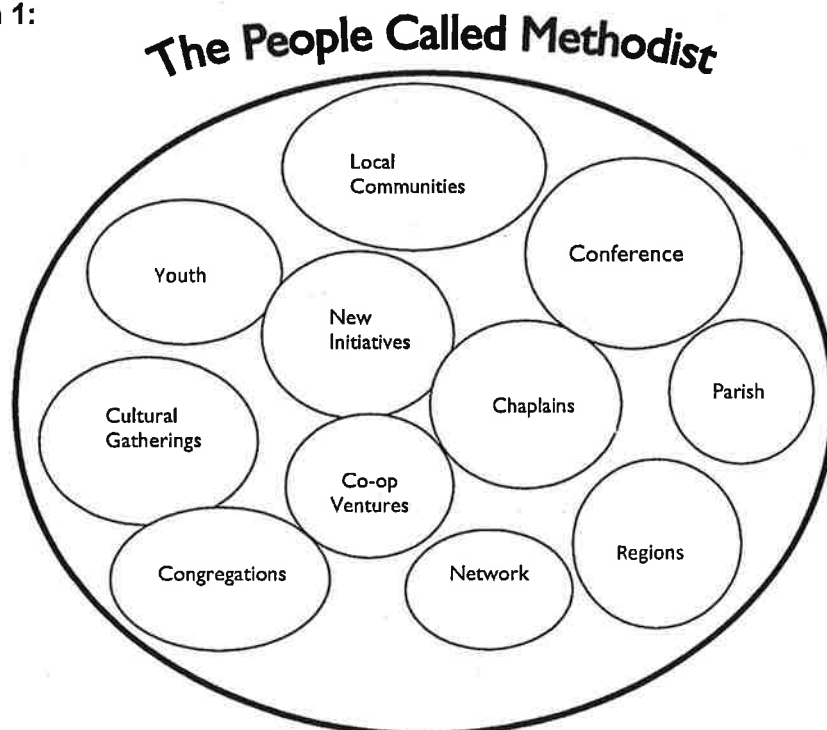 1:
The People Called Methodist
Local
Communities
Conference
Youth
New
Initiatives
Parish
Chaplains
Cultural
Gatherings
Co-op
Ventures
Regions
Congregations
Network